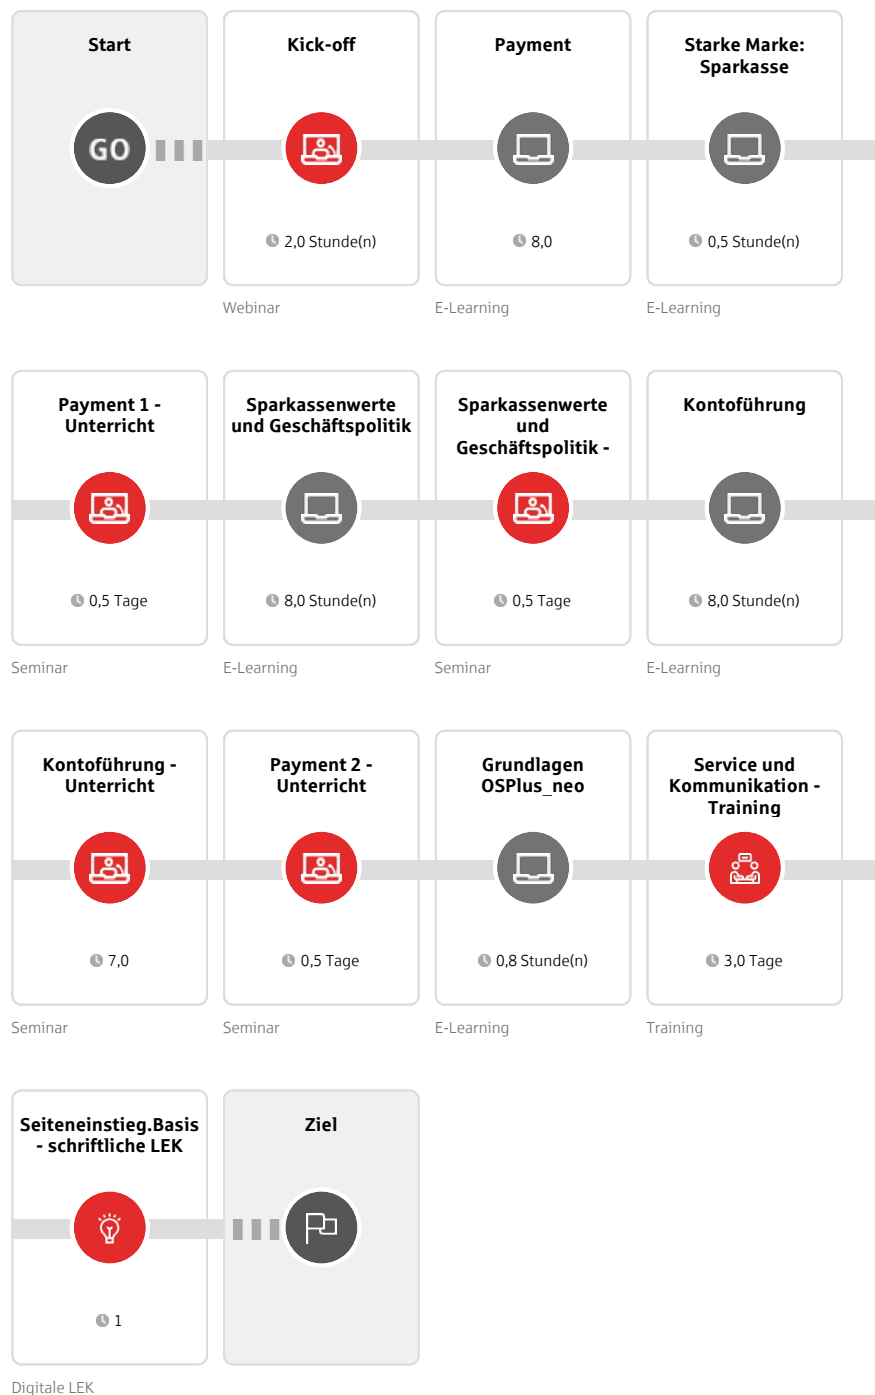 Start
GO
Kick-off
2,0 Stunde(n)
Webinar
Payment
8,0
E-Learning
Starke Marke:
Sparkasse
0,5 Stunde(n)
E-Learning
Payment 1 -
Unterricht
0,5 Tage
Seminar
Sparkassenwerte
und Geschäftspolitik
8,0 Stunde(n)
E-Learning
Sparkassenwerte
und
Geschäftspolitik -
0,5 Tage
Seminar
Kontoführung
8,0 Stunde(n)
E-Learning
Kontoführung -
Unterricht
7,0
Seminar
Payment 2 -
Unterricht
0,5 Tage
Seminar
Grundlagen
OSPlus_neo
0,8 Stunde(n)
E-Learning
Service und
Kommunikation -
Training
3,0 Tage
Training
Seiteneinstieg.Basis
- schriftliche LEK
1
Digitale LEK
Ziel